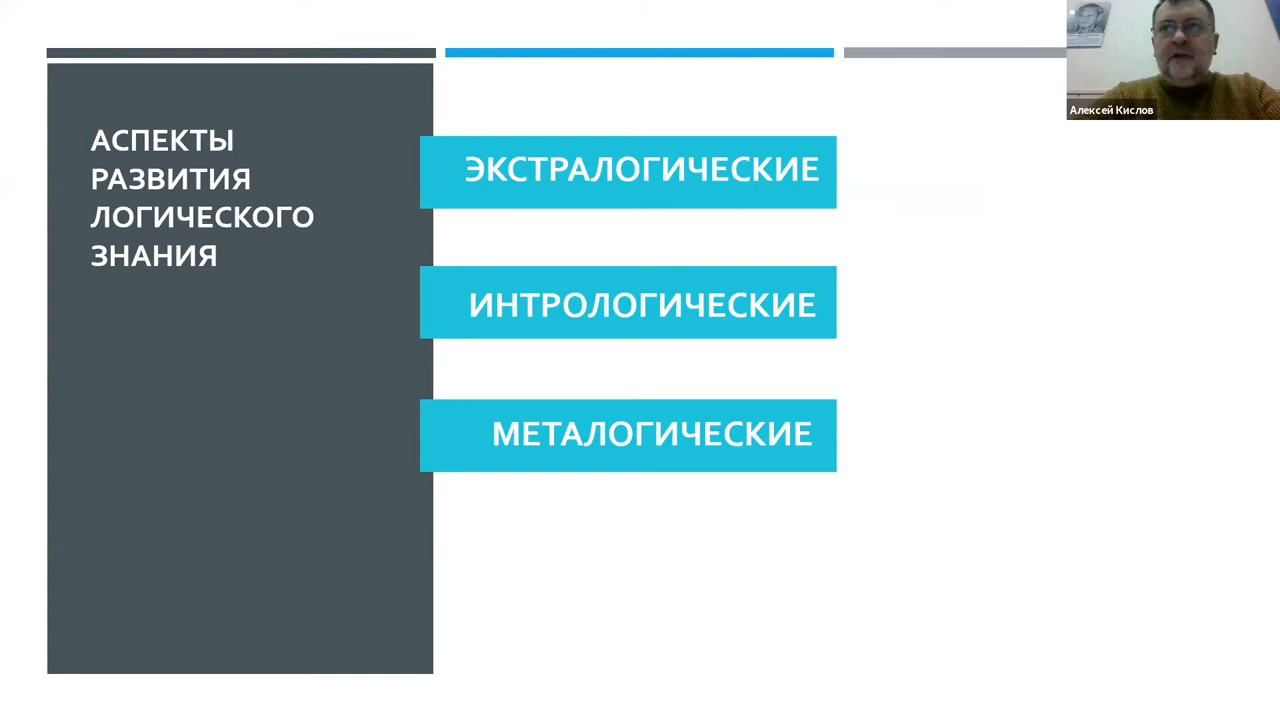 АСПЕКТЫ
РАЗВИТИЯ
ЛОГИЧЕСКОГО
ЗНАНИЯ
ЭКСТРАЛОГИЧЕСКИЕ
ИНТРОЛОГИЧЕСКИЕ
МЕТАЛОГИЧЕСКИЕ
Алексей Кислов